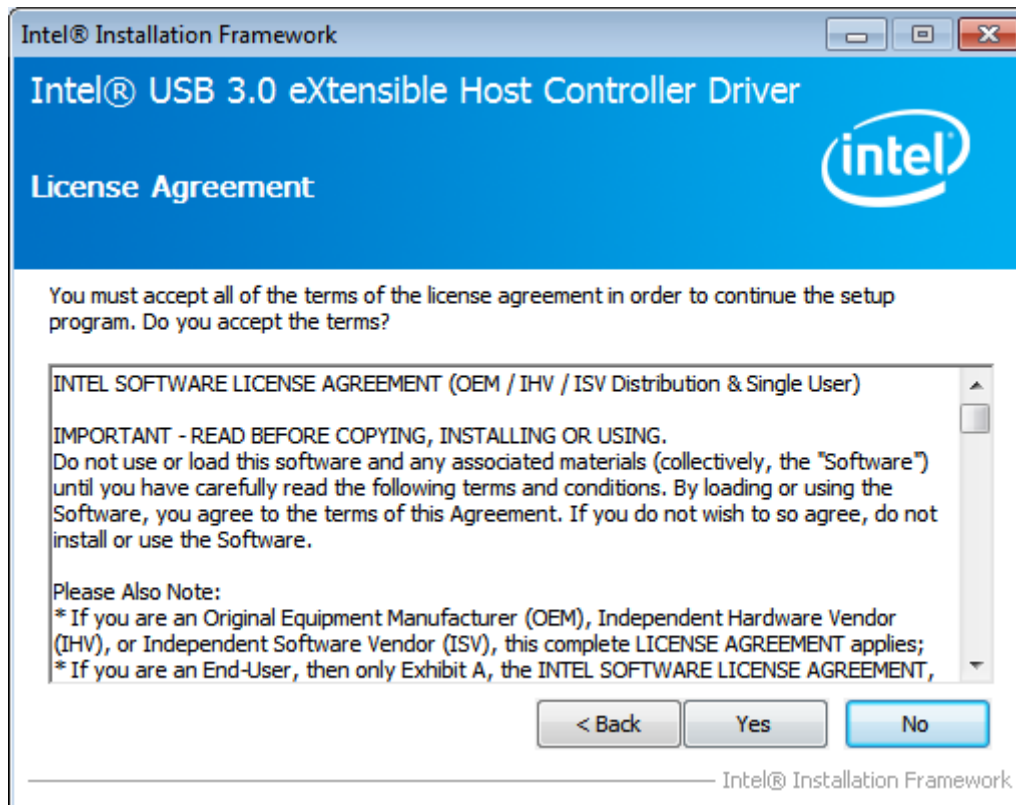 Intel® Installation Framework
Intel® USB 3.0 eXtensible Host Controller Driver
intel
License Agreement
You must accept all of the terms of the license agreement in order to continue the setup
program. Do you accept the terms?
INTEL SOFTWARE LICENSE AGREEMENT (OEM / IHV / ISV Distribution & Single User)
IMPORTANT - READ BEFORE COPYING, INSTALLING OR USING.
Do not use or load this software and any associated materials (collectively, the "Software")
until you have carefully read the following terms and conditions. By loading or using the
Software, you agree to the terms of this Agreement. If you do not wish to so agree, do not
install or use the Software.
Please Also Note:
* If you are an Original Equipment Manufacturer (OEM), Independent Hardware Vendor
(IHV), or Independent Software Vendor (ISV), this complete LICENSE AGREEMENT applies;
* If you are an End-User, then only Exhibit A, the INTEL SOFTWARE LICENSE AGREEMENT,
< Back Yes No
Intel® Installation Framework